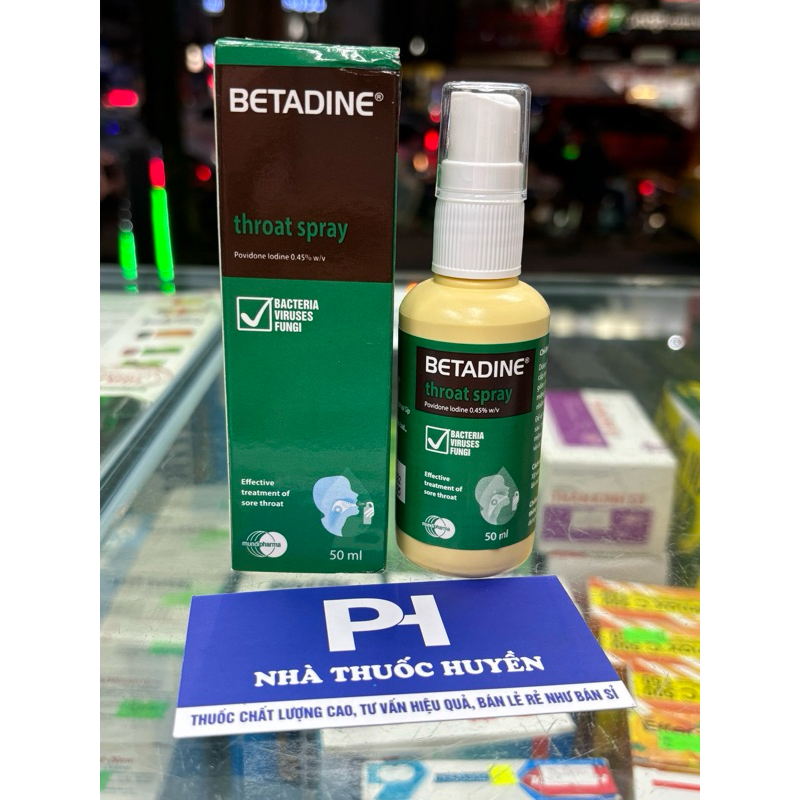 BETADINE®
throat spray
Povidone Iodine 0.45% w/v
BACTERIA
VIRUSES
FUNGI
Effective
treatment of
sore throat
mundipharma
50 ml
BETADINE®
throat spray
Povidone Iodine 0.45% w/v
BACTERIA
VIRUSES
FUNGI
Effective
treatment of
sore throat
50 ml
PH
NHÀ THUỐC HUYỀN
THUỐC CHẤT LƯỢNG CAO, TƯ VẤN HIỆU QUẢ, BÁN LẺ RẺ NHƯ BÁN SỈ